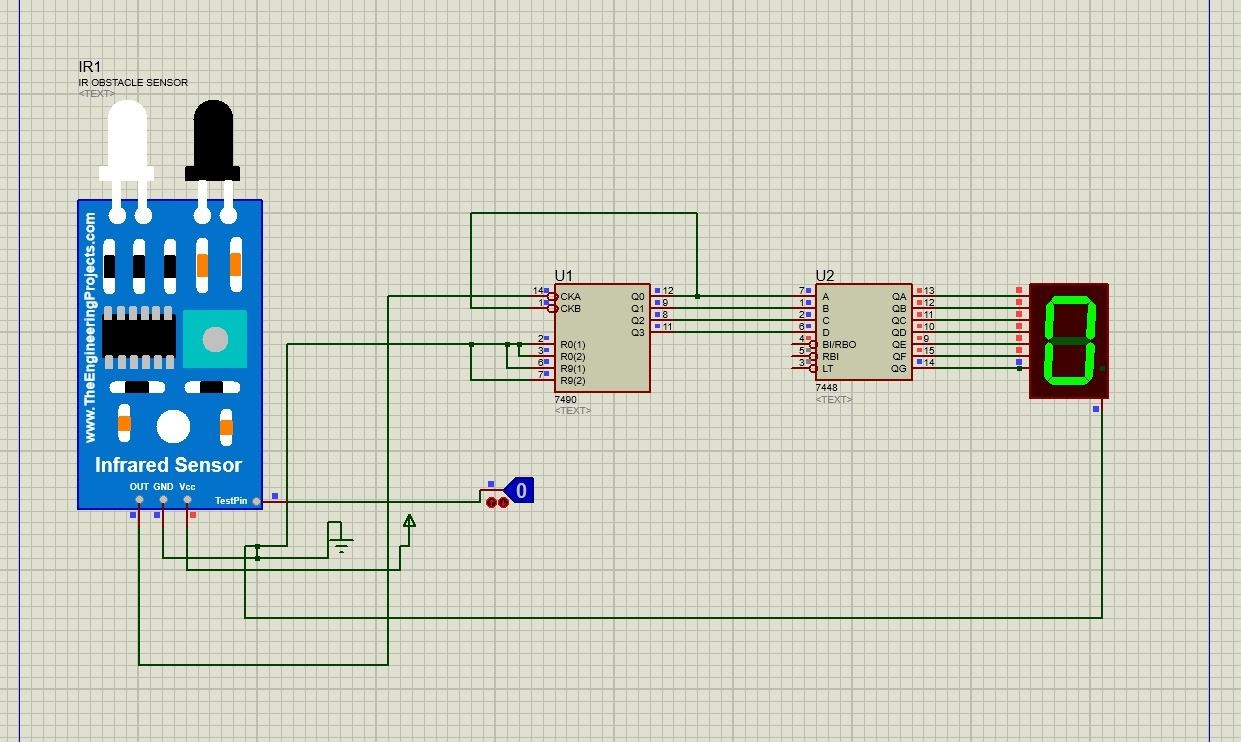 IR1
IR OBSTACLE SENSOR
<TEXT>
www.TheEngineeringProjects.com
Infrared Sensor
OUT GND Vcc
TestPin
0
U1
14 CKA Q0 12
1 CKB Q1 9
Q2 8
Q3 11
2 R0(1)
3 R0(2)
6 R9(1)
7 R9(2)
7490
<TEXT>
U2
7 A QA 13
1 B QB 12
2 C QC 11
6 D QD 10
4 BI/RBO QE 9
5 RBI QF 15
3 LT QG 14
7448
<TEXT>
0